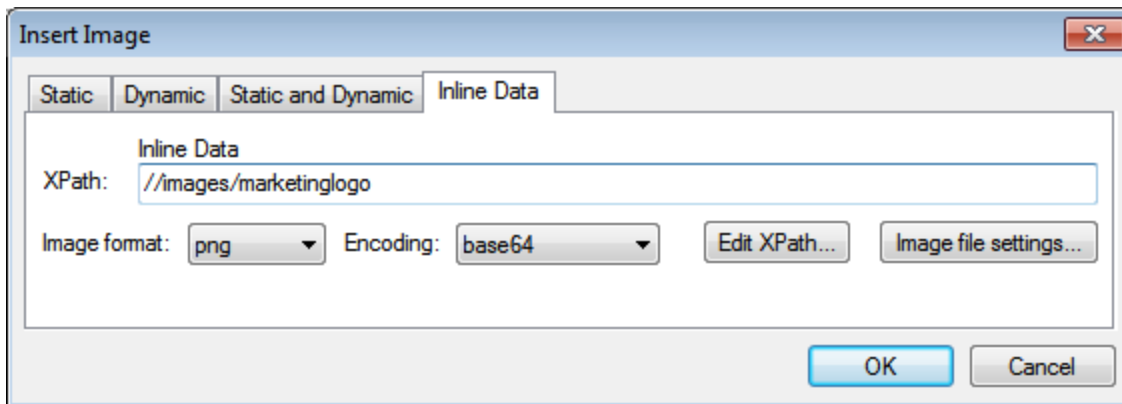 Insert Image
Static Dynamic Static and Dynamic Inline Data
Inline Data
XPath: //images/marketinglogo
Image format: png Encoding: base64 Edit XPath... Image file settings...
OK Cancel